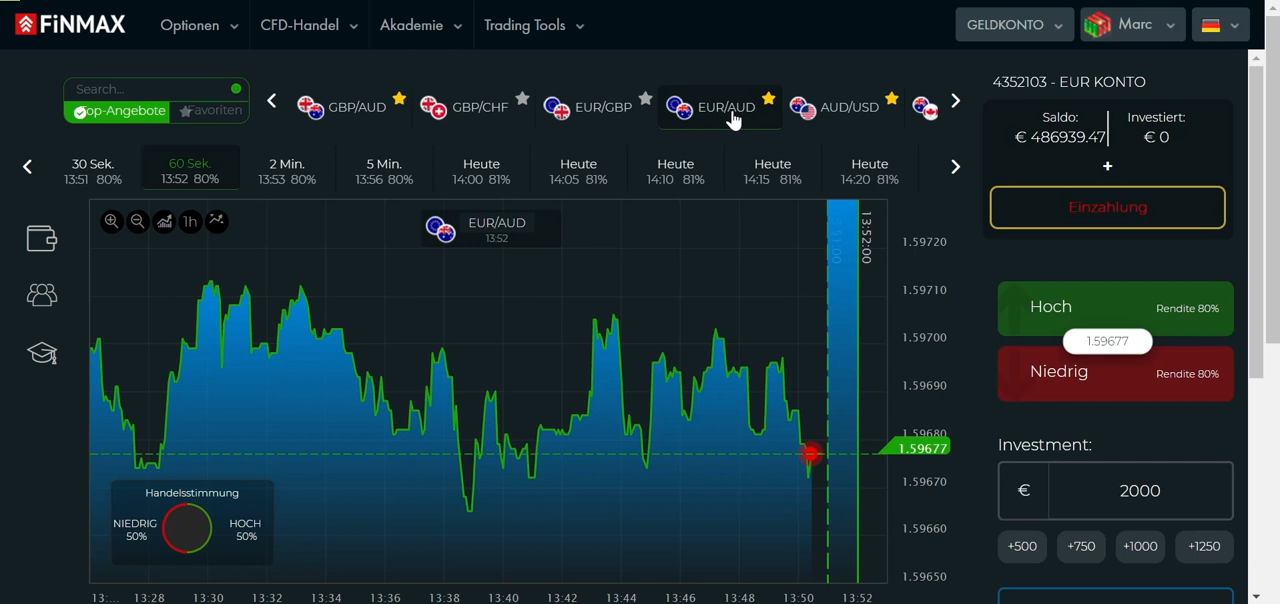 FiNMAX
Optionen
CFD-Handel
Akademie
Trading Tools
GELDKONTO
Marc
Search...
Top-Angebote
Favoriten
GBP/AUD
GBP/CHF
EUR/GBP
EUR/AUD
AUD/USD
30 Sek.
13:51 80%
60 Sek.
13:52 80%
2 Min.
13:53 80%
5 Min.
13:56 80%
Heute
14:00 81%
Heute
14:05 81%
Heute
14:10 81%
Heute
14:15 81%
Heute
14:20 81%
1h
EUR/AUD
13:52
13:51:00
13:52:00
1.59720
1.59710
1.59700
1.59690
1.59680
1.59677
1.59670
1.59660
1.59650
Handelsstimmung
NIEDRIG
50%
HOCH
50%
13:...
13:28
13:30
13:32
13:34
13:36
13:38
13:40
13:42
13:44
13:46
13:48
13:50
13:52
4352103 - EUR KONTO
Saldo:
€ 486939.47
Investiert:
€ 0
+
Einzahlung
Hoch
Rendite 80%
1.59677
Niedrig
Rendite 80%
Investment:
€
2000
+500
+750
+1000
+1250